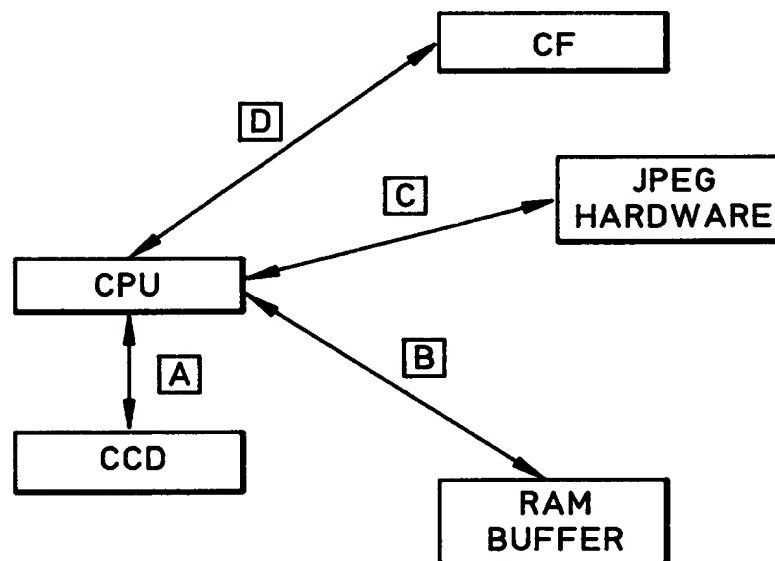 CF
D
JPEG
HARDWARE
C
CPU
B
A
CCD
RAM
BUFFER